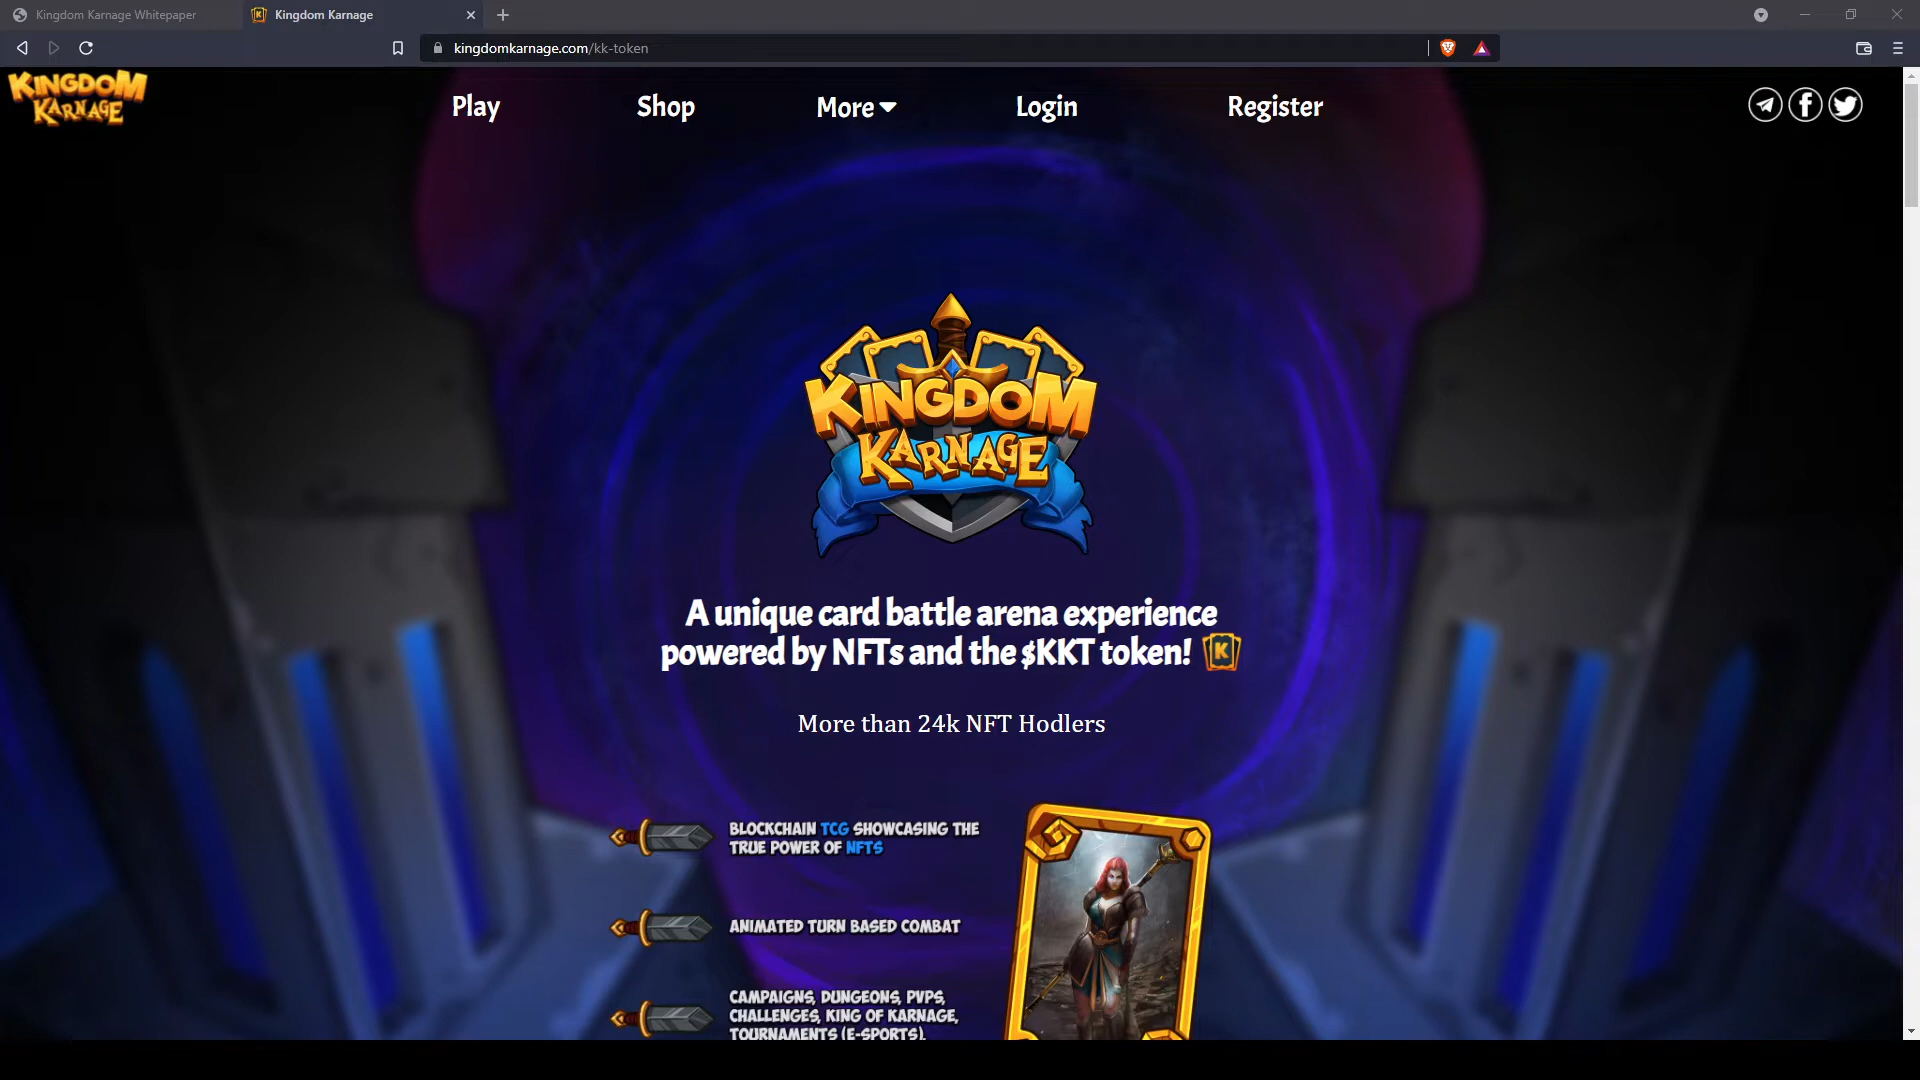 Kingdom Karnage Whitepaper
Kingdom Karnage
kingdomkarnage.com/kk-token
KINGDOM
KARNAGE
Play
Shop
More
Login
Register
KINGDOM
KARNAGE
A unique card battle arena experience
powered by NFTs and the $KKT token! K
More than 24k NFT Hodlers
BLOCKCHAIN TCG SHOWCASING THE
TRUE POWER OF NFTS
ANIMATED TURN BASED COMBAT
CAMPAIGNS, DUNGEONS, PVPS,
CHALLENGES, KING OF KARNAGE,
TOURNAMENTS (E-SPORTS).